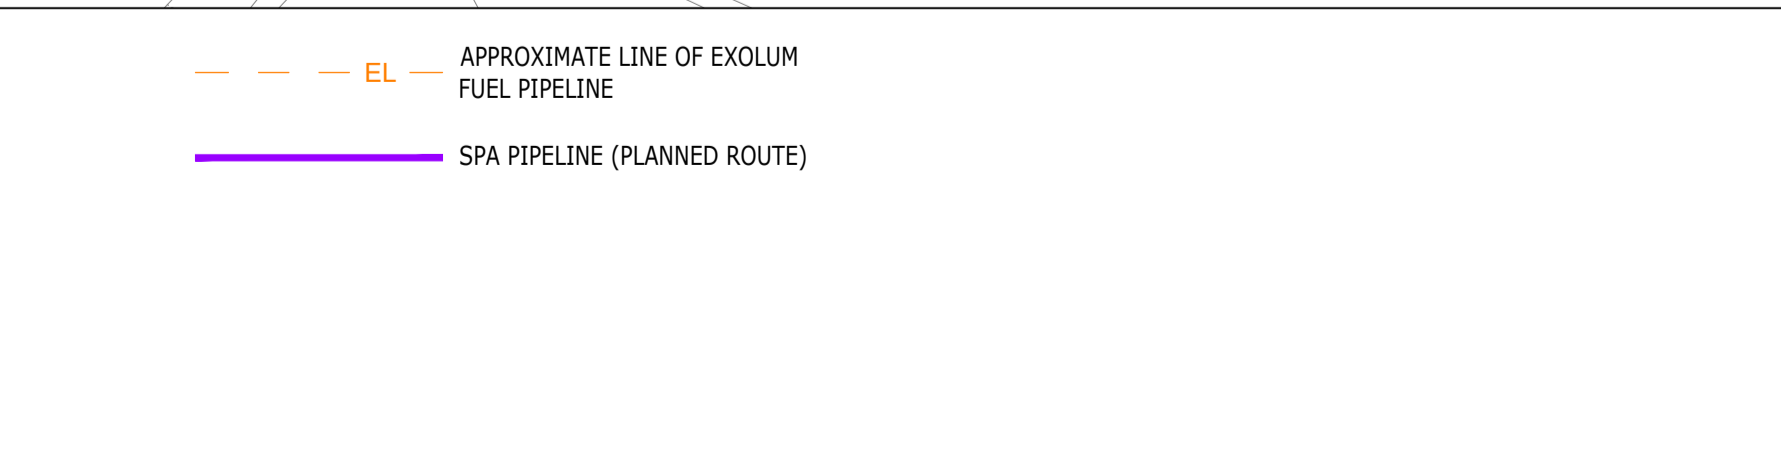 EL
APPROXIMATE LINE OF EXOLUM
FUEL PIPELINE
SPA PIPELINE (PLANNED ROUTE)